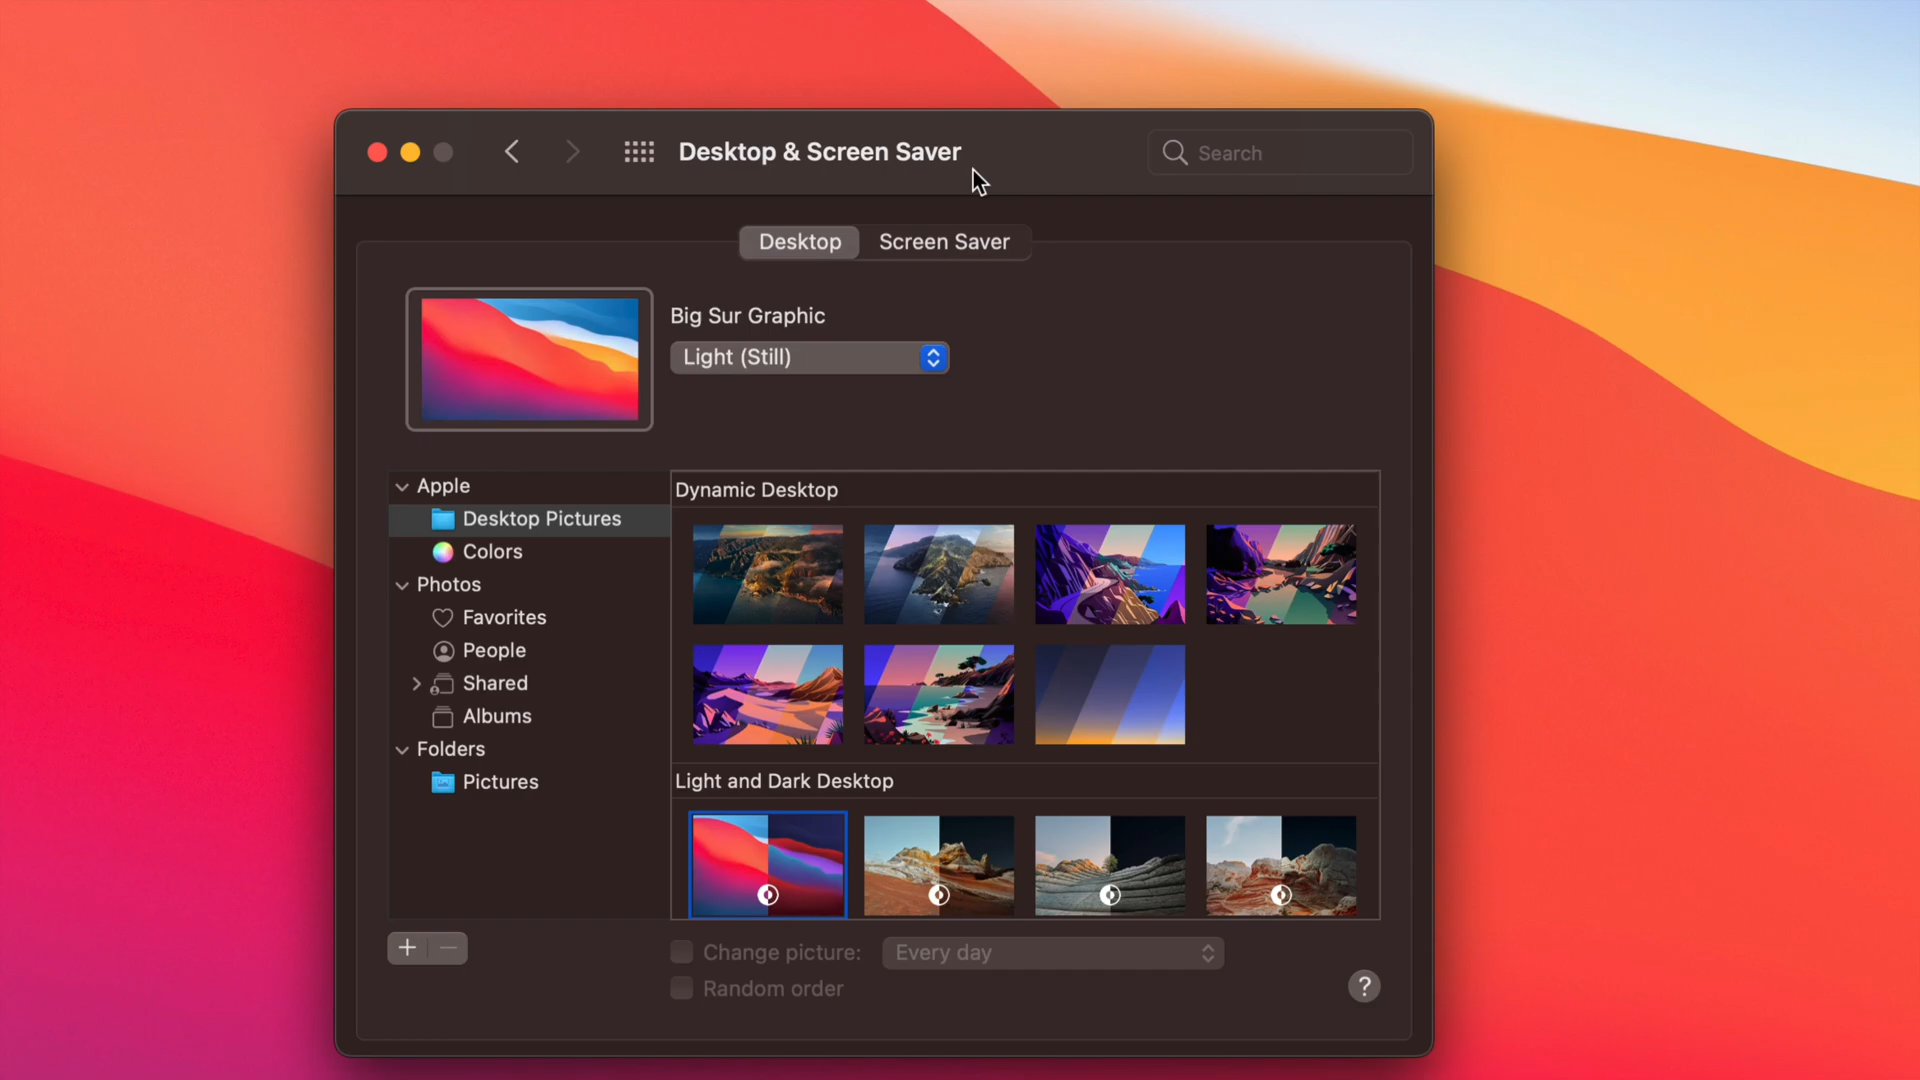 Desktop & Screen Saver
Search
Desktop
Screen Saver
Big Sur Graphic
Light (Still)
Apple
Desktop Pictures
Colors
Photos
Favorites
People
Shared
Albums
Folders
Pictures
Dynamic Desktop
Light and Dark Desktop
Change picture:
Every day
Random order
?